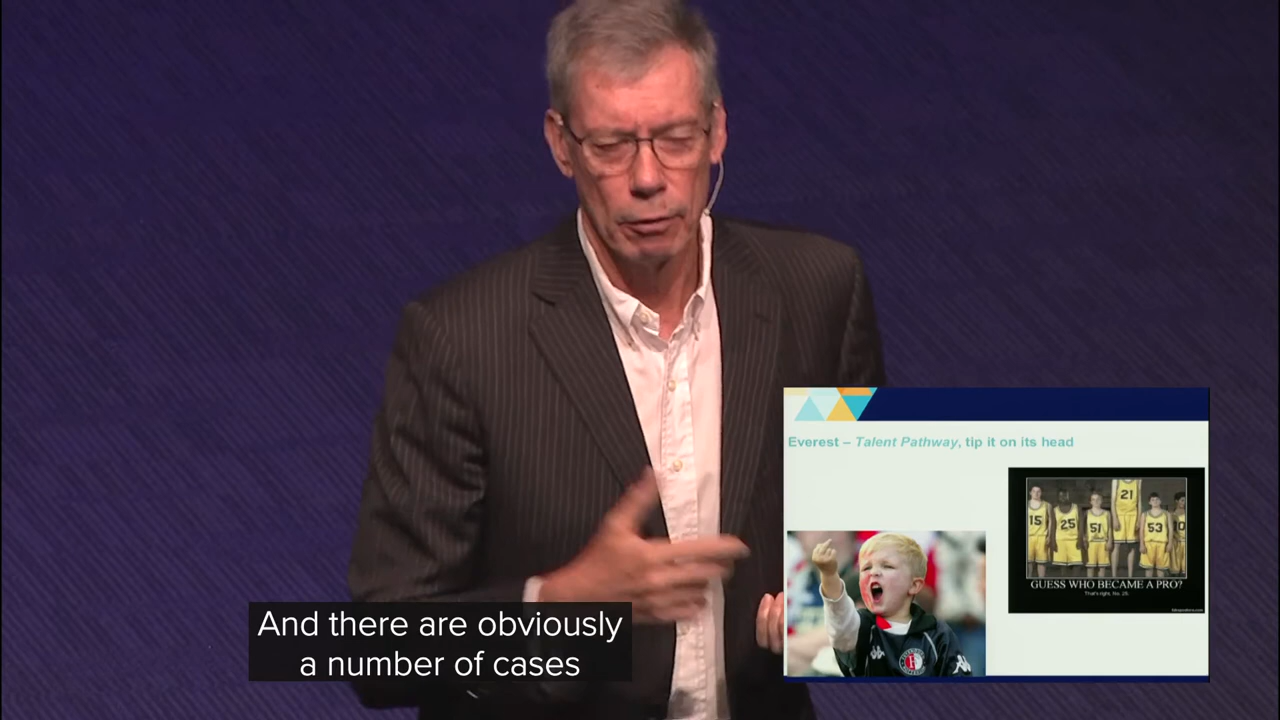 Everest – Talent Pathway, tip it on its head
15
25
51
21
53
10
GUESS WHO BECAME A PRO?
That's right, No. 25.
And there are obviously
a number of cases